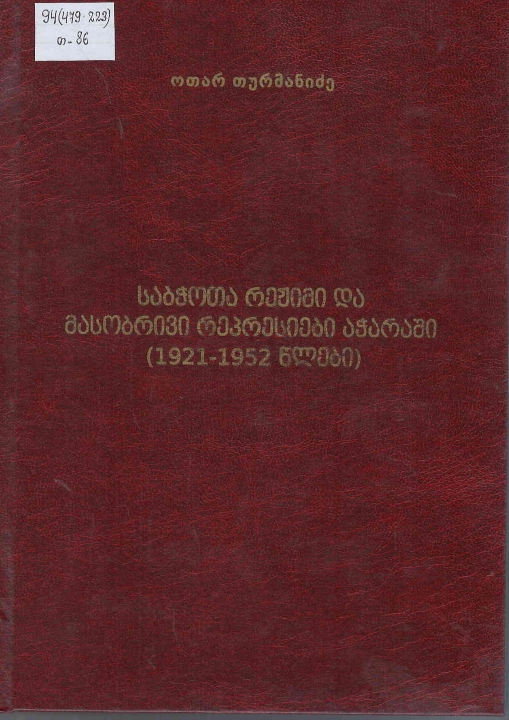 94(479.223)
თ-86
ოთარ თურმანიძე
საბჭოთა რეჟიმი და
მასობრივი რეპრესიები აჭარაში
(1921-1952 წლები)